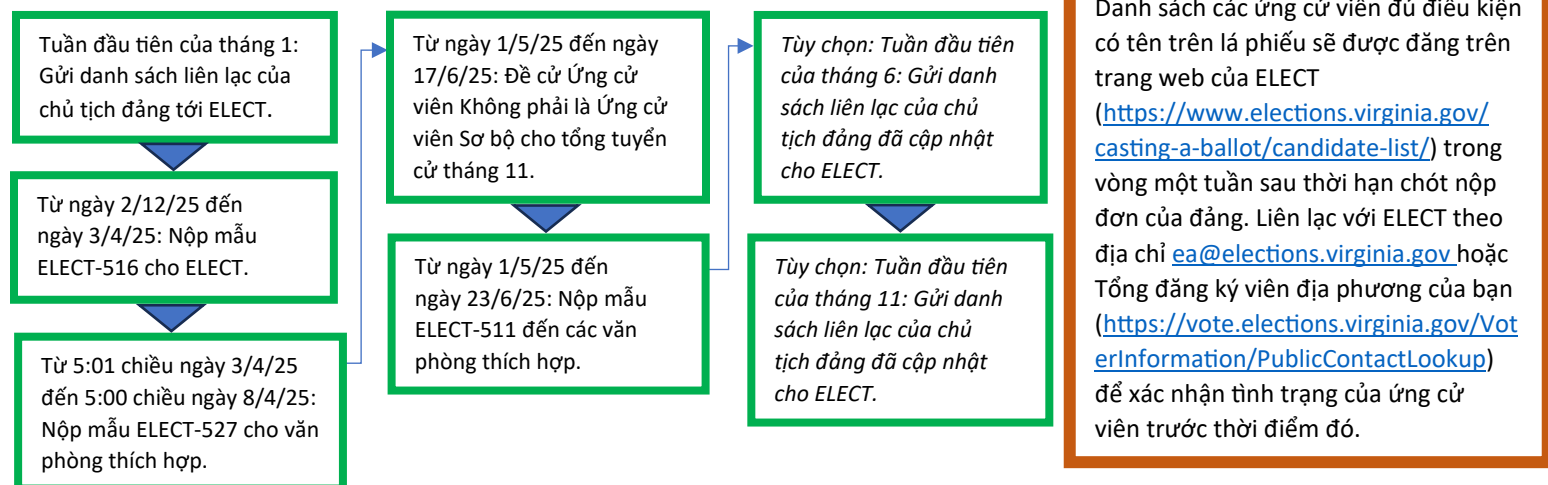 Tuần đầu tiên của tháng 1:
Gửi danh sách liên lạc của
chủ tịch đảng tới ELECT.
Từ ngày 2/12/25 đến
ngày 3/4/25: Nộp mẫu
ELECT-516 cho ELECT.
Từ 5:01 chiều ngày 3/4/25
đến 5:00 chiều ngày 8/4/25:
Nộp mẫu ELECT-527 cho văn
phòng thích hợp.
Từ ngày 1/5/25 đến ngày
17/6/25: Đề cử Ứng cử
viên Không phải là Ứng cử
viên Sơ bộ cho tổng tuyển
cử tháng 11.
Từ ngày 1/5/25 đến
ngày 23/6/25: Nộp mẫu
ELECT-511 đến các văn
phòng thích hợp.
Tùy chọn: Tuần đầu tiên
của tháng 6: Gửi danh
sách liên lạc của chủ
tịch đảng đã cập nhật
cho ELECT.
Tùy chọn: Tuần đầu tiên
của tháng 11: Gửi danh
sách liên lạc của chủ
tịch đảng đã cập nhật
cho ELECT.
Danh sách các ứng cử viên đủ điều kiện
có tên trên lá phiếu sẽ được đăng trên
trang web của ELECT
(https://www.elections.virginia.gov/
casting-a-ballot/candidate-list/) trong
vòng một tuần sau thời hạn chót nộp
đơn của đảng. Liên lạc với ELECT theo
địa chỉ ea@elections.virginia.gov hoặc
Tổng đăng ký viên địa phương của bạn
(https://vote.elections.virginia.gov/Vot
erInformation/PublicContactLookup)
để xác nhận tình trạng của ứng cử
viên trước thời điểm đó.